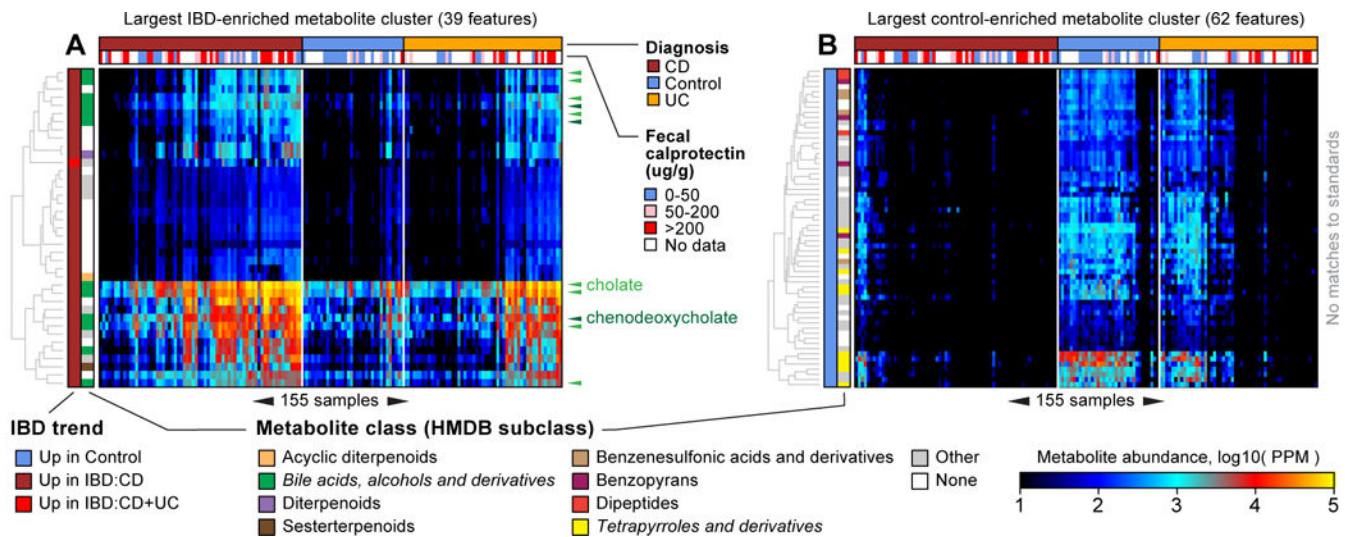 Largest IBD-enriched metabolite cluster (39 features)
Largest control-enriched metabolite cluster (62 features)
A
B
Diagnosis
CD
Control
UC
Fecal
calprotectin
(ug/g)
0-50
50-200
>200
No data
cholate
chenodeoxycholate
No matches to standards
155 samples
155 samples
IBD trend
Up in Control
Up in IBD:CD
Up in IBD:CD+UC
Metabolite class (HMDB subclass)
Acyclic diterpenoids
Bile acids, alcohols and derivatives
Diterpenoids
Sesterterpenoids
Benzenesulfonic acids and derivatives
Benzopyrans
Dipeptides
Tetrapyrroles and derivatives
Other
None
Metabolite abundance, log10( PPM )
1 2 3 4 5